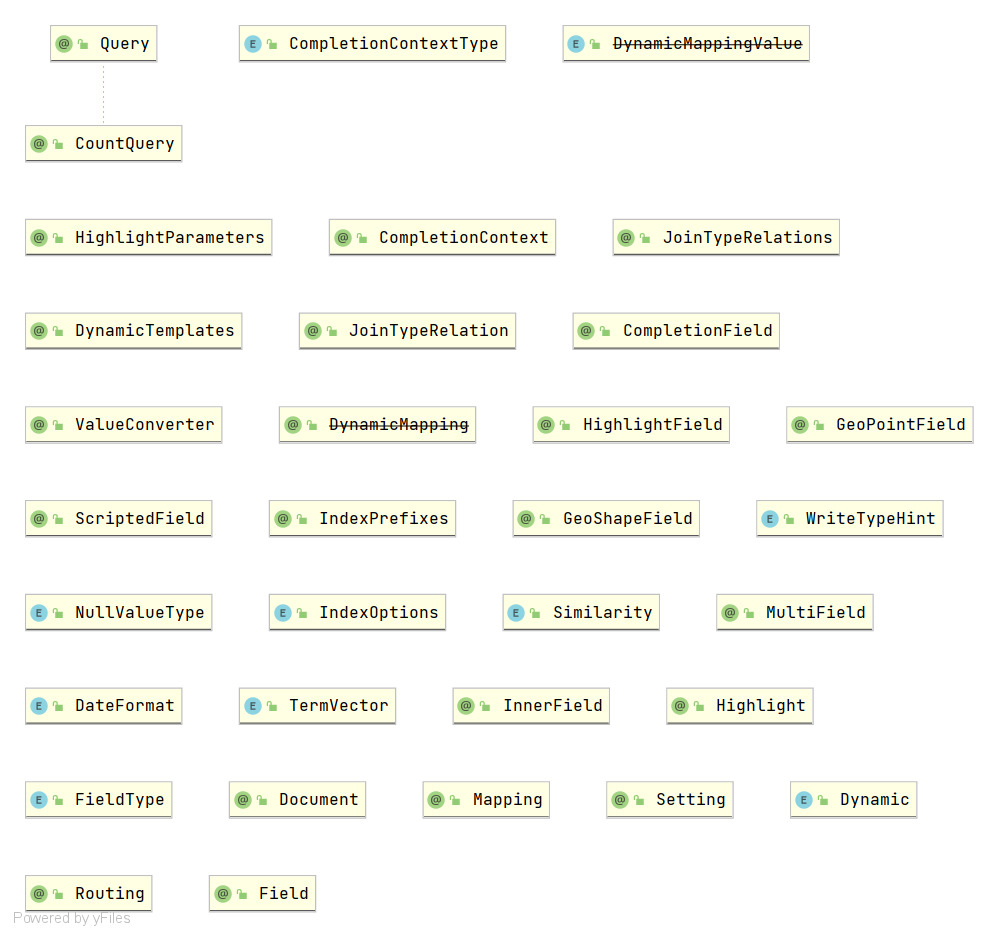 @ Query E CompletionContextType E DynamicMappingValue
@ CountQuery
@ HighlightParameters @ CompletionContext @ JoinTypeRelations
@ DynamicTemplates @ JoinTypeRelation @ CompletionField
@ ValueConverter @ DynamicMapping @ HighlightField @ GeoPointField
@ ScriptedField @ IndexPrefixes @ GeoShapeField E WriteTypeHint
E NullValueType E IndexOptions E Similarity @ MultiField
E DateFormat E TermVector @ InnerField @ Highlight
E FieldType @ Document @ Mapping @ Setting E Dynamic
@ Routing @ Field
Powered by yFiles